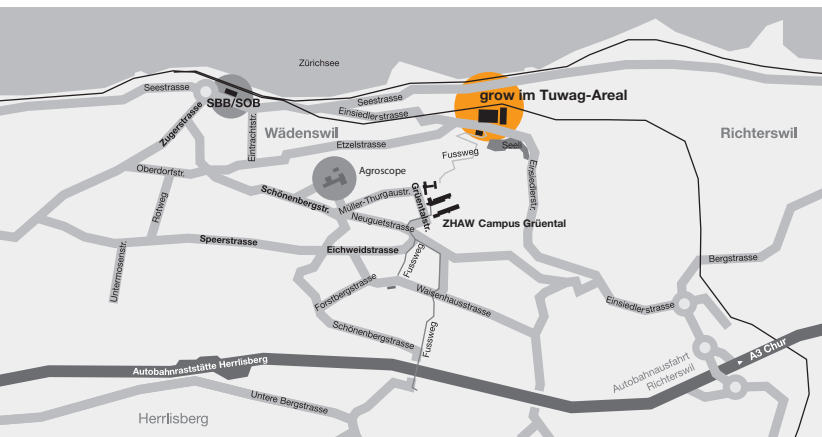 Zürichsee
Seestrasse
SBB/SOB
Seestrasse
grow im Tuwag-Areal
Zugerstrasse
Eintrachtstr.
Einsiedlerstrasse
Wädenswil
Richterswil
Etzelstrasse
Seeli
Fussweg
Oberdorfstr.
Agroscope
Einsiedlerstr.
Schönenbergstr.
Müller-Thurgaustr.
Grüentalstr.
Rotweg
Neuguetstrasse
ZHAW Campus Grüental
Speerstrasse
Eichweidstrasse
Untermosenstr.
Fussweg
Bergstrasse
Forstbergstrasse
Waisenhausstrasse
Einsiedlerstrasse
Schönenbergstrasse
Fussweg
A3 Chur
Autobahnraststätte Herrlisberg
Autobahnausfahrt
Richterswil
Untere Bergstrasse
Herrlisberg